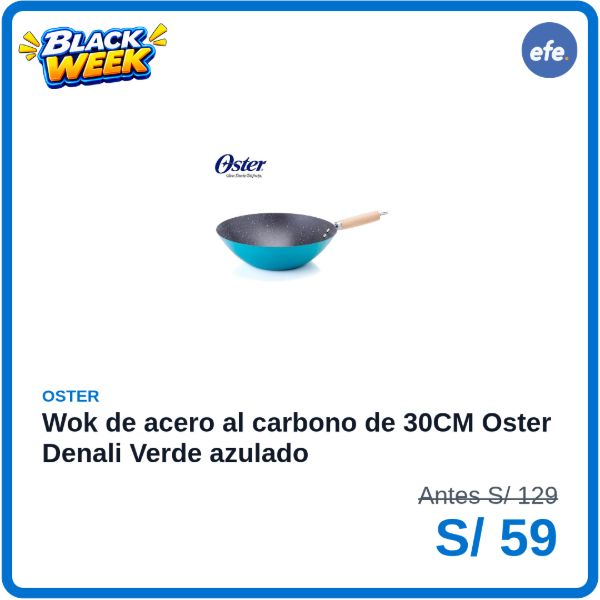 BLACK
WEEK
efe.
Oster
OSTER
Wok de acero al carbono de 30CM Oster
Denali Verde azulado
Antes S/ 129
S/ 59